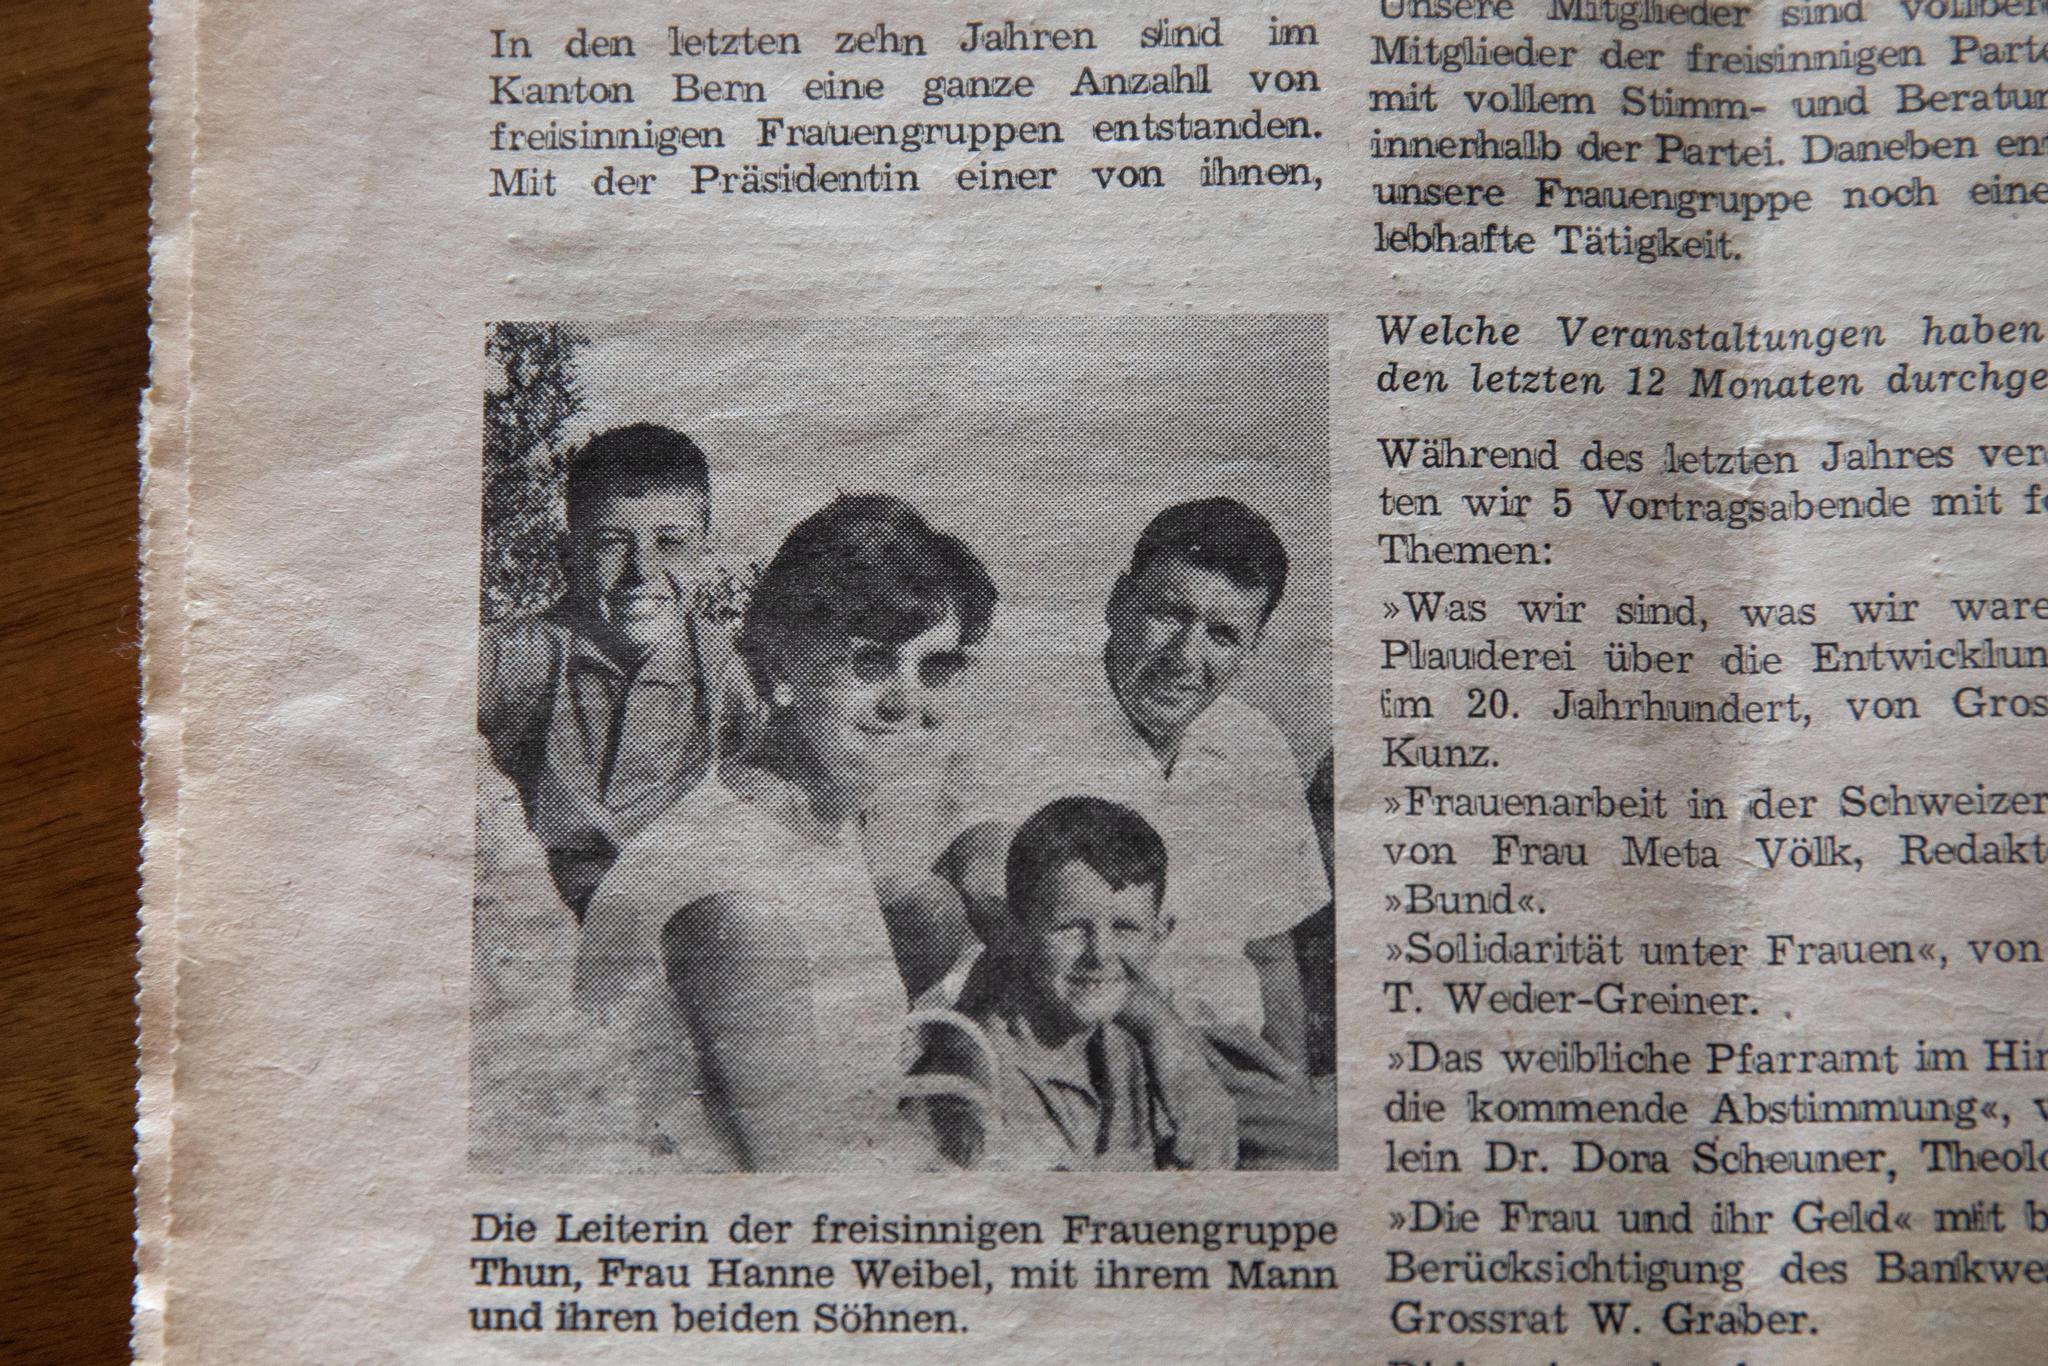 In den letzten zehn Jahren sind im
Kanton Bern eine ganze Anzahl von
freisinnigen Frauengruppen entstanden.
Mit der Präsidentin einer von ihnen,
Die Leiterin der freisinnigen Frauengruppe
Thun, Frau Hanne Weibel, mit ihrem Mann
und ihren beiden Söhnen.
Unsere Mitglieder sind
Mitglieder der freisinnigen
mit vollem Stimm- und
innerhalb der Partei. Daneben
unsere Frauengruppe noch eine
lebhafte Tätigkeit.
Welche Veranstaltungen haben
den letzten 12 Monaten
Während des letzten Jahres
ten wir 5 Vortragsabende mit
Themen:
»Was wir sind, was wir
Plauderei über die
im 20. Jahrhundert, von
Kunz.
»Frauenarbeit in der
von Frau Meta Völk,
»Bund«.
»Solidarität unter Frauen«, von
T. Weder-Greiner.
»Das weibliche Pfarramt im
die kommende Abstimmung«,
lein Dr. Dora Scheuner,
»Die Frau und ihr Geld« mit
Berücksichtigung des
Grossrat W. Graber.